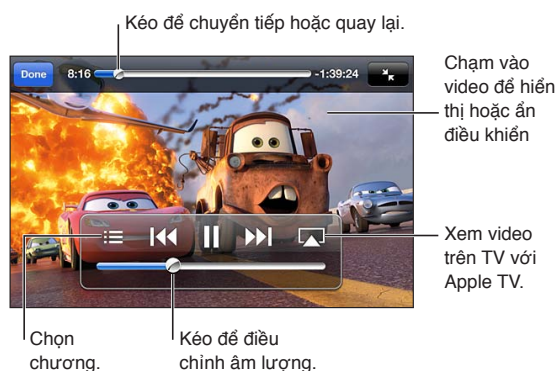 Kéo để chuyển tiếp hoặc quay lại.
Done 8:16 -1:39:24
Chạm vào
video để hiển
thị hoặc ẩn
điều khiển
Xem video
trên TV với
Apple TV.
Chọn
chương.
Kéo để điều
chỉnh âm lượng.